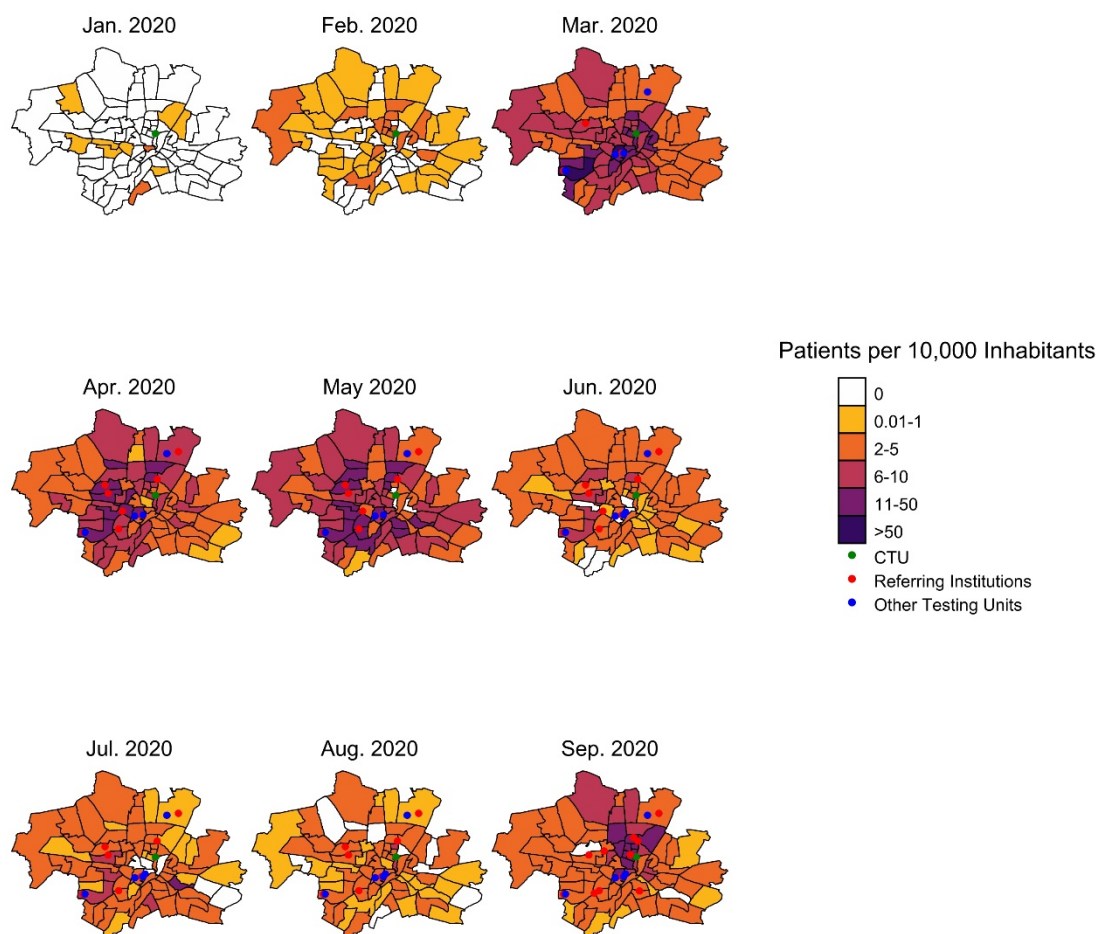 Jan. 2020
Feb. 2020
Mar. 2020
Apr. 2020
May 2020
Jun. 2020
Patients per 10,000 Inhabitants
0
0.01-1
2-5
6-10
11-50
>50
CTU
Referring Institutions
Other Testing Units
Jul. 2020
Aug. 2020
Sep. 2020